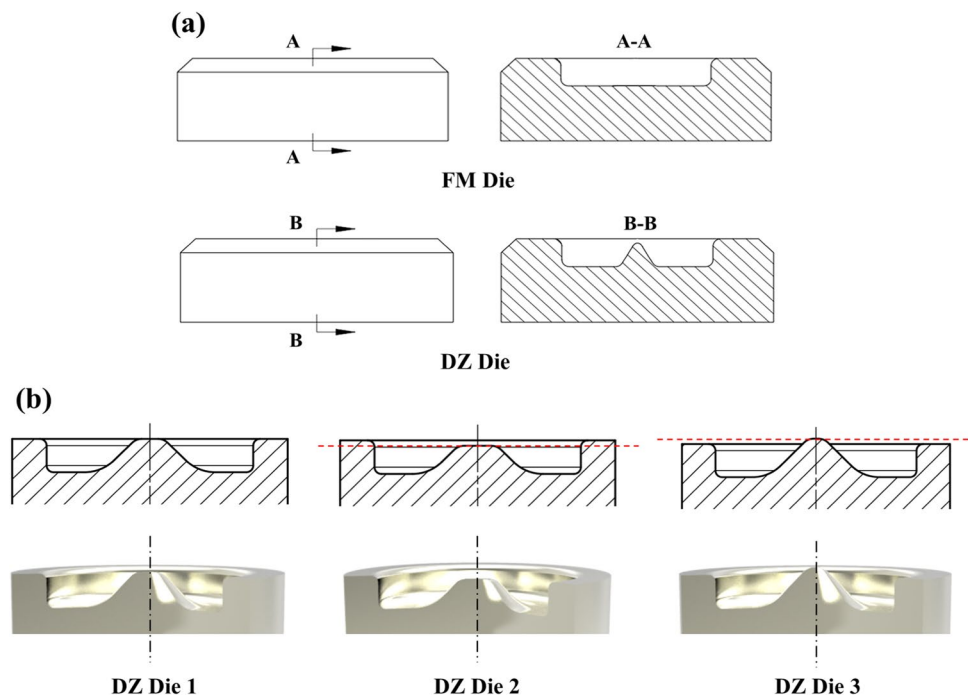 (a)
A
A-A
A
FM Die
B
B-B
B
DZ Die
(b)
DZ Die 1
DZ Die 2
DZ Die 3